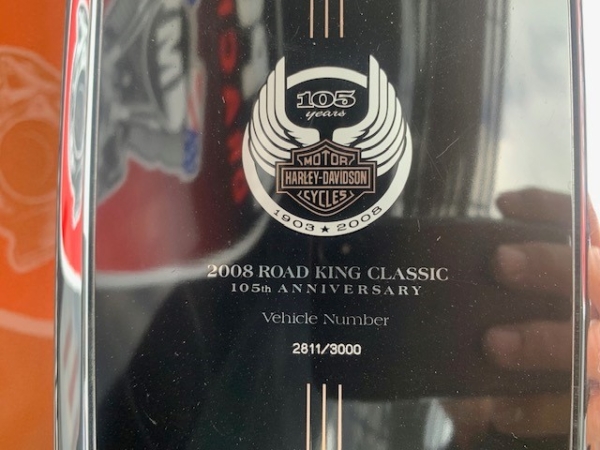 105
years
MOTOR
HARLEY-DAVIDSON
CYCLES
1903 ★ 2008
2008 ROAD KING CLASSIC
105th ANNIVERSARY
Vehicle Number
2811/3000